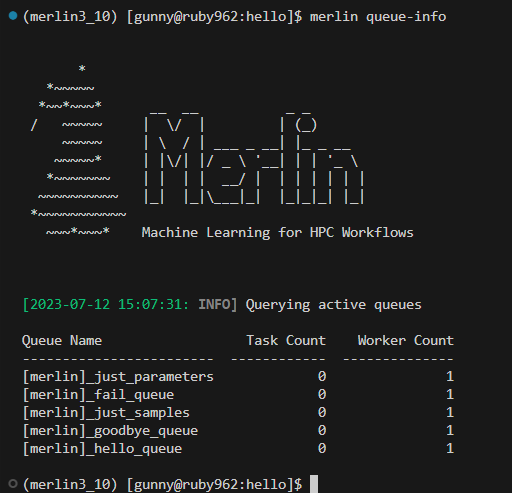 (merlin3_10) [gunny@ruby962:hello]$ merlin queue-info
Merlin
Machine Learning for HPC Workflows
[2023-07-12 15:07:31: INFO] Querying active queues
Queue Name Task Count Worker Count
------------------------ ------------ --------------
[merlin]_just_parameters 0 1
[merlin]_fail_queue 0 1
[merlin]_just_samples 0 1
[merlin]_goodbye_queue 0 1
[merlin]_hello_queue 0 1
(merlin3_10) [gunny@ruby962:hello]$